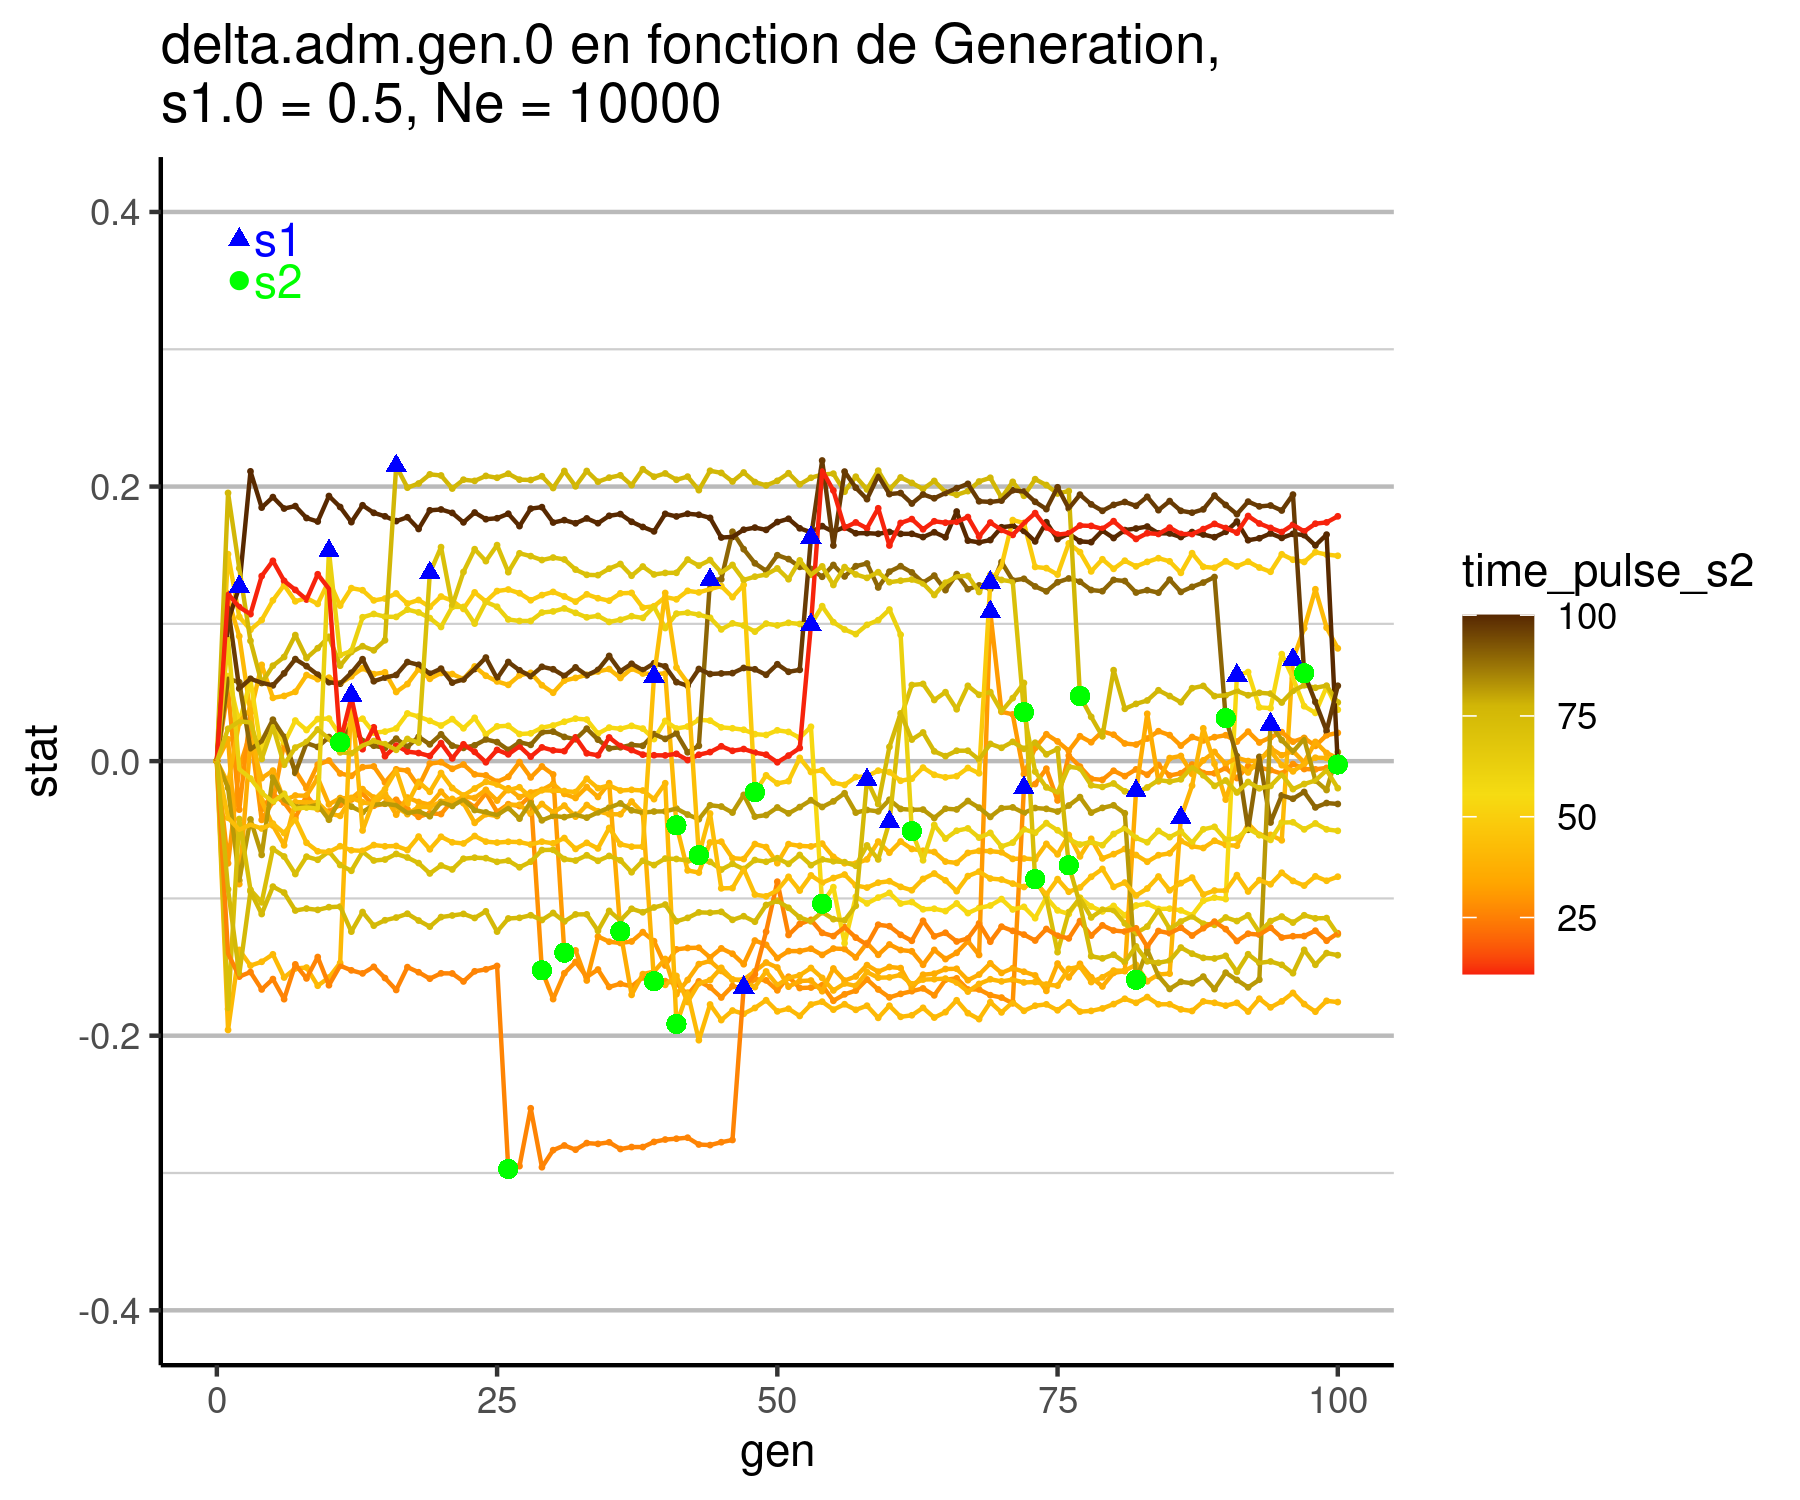 delta.adm.gen.0 en fonction de Generation,
s1.0 = 0.5, Ne = 10000
s1
s2
0.4
0.2
0.0
-0.2
-0.4
stat
0
25
50
75
100
gen
time_pulse_s2
100
75
50
25